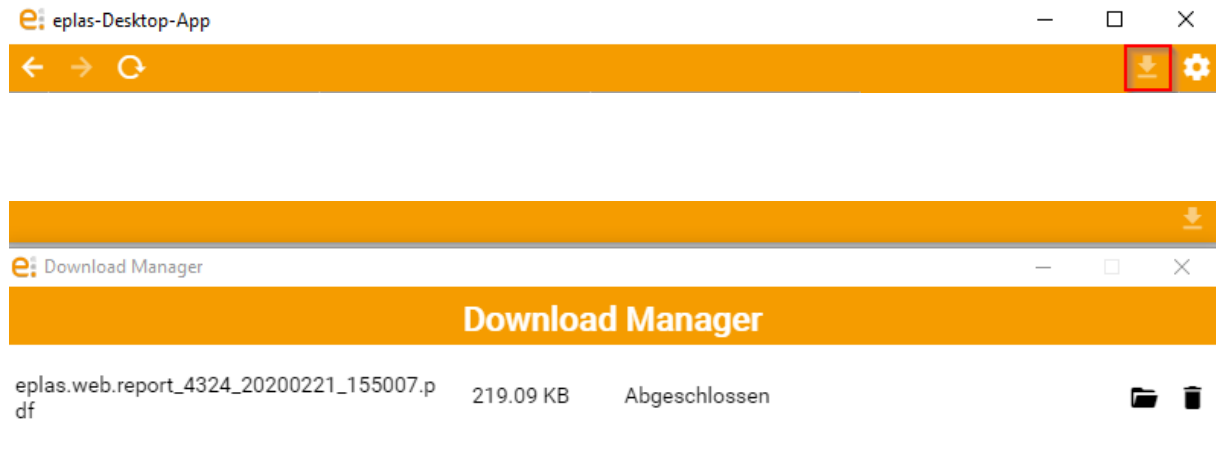 e: eplas-Desktop-App
e: Download Manager
Download Manager
eplas.web.report_4324_20200221_155007.p
df
219.09 KB
Abgeschlossen